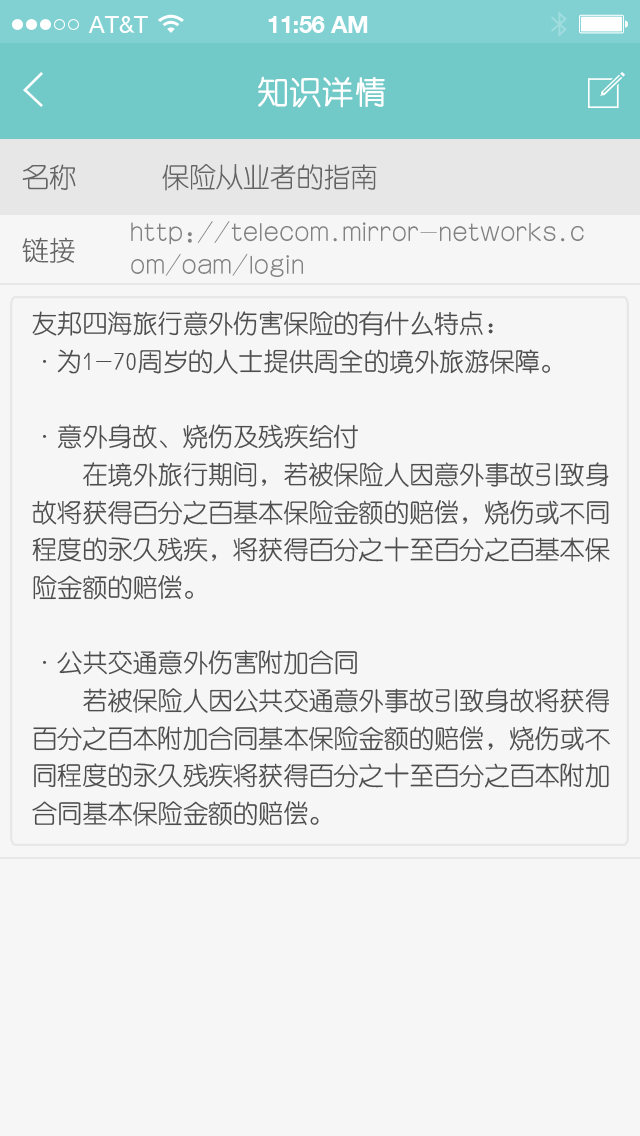 AT&T 11:56 AM
知识详情
名称 保险从业者的指南
链接 http://telecom.mirror-networks.c
om/oam/login
友邦四海旅行意外伤害保险的有什么特点：
·为1-70周岁的人士提供周全的境外旅游保障。
·意外身故、烧伤及残疾给付
在境外旅行期间，若被保险人因意外事故引致身
故将获得百分之百基本保险金额的赔偿，烧伤或不同
程度的永久残疾，将获得百分之十至百分之百基本保
险金额的赔偿。
·公共交通意外伤害附加合同
若被保险人因公共交通意外事故引致身故将获得
百分之百本附加合同基本保险金额的赔偿，烧伤或不
同程度的永久残疾将获得百分之十至百分之百本附加
合同基本保险金额的赔偿。